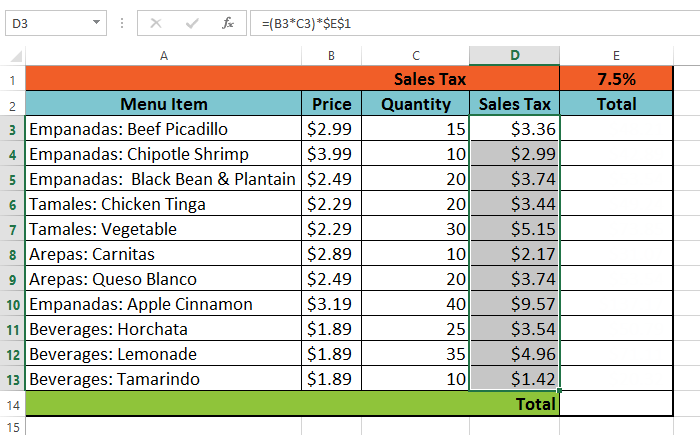 D3 fx =(B3*C3)*$E$1
A B C D E
1 Sales Tax 7.5%
2 Menu Item Price Quantity Sales Tax Total
3 Empanadas: Beef Picadillo $2.99 15 $3.36
4 Empanadas: Chipotle Shrimp $3.99 10 $2.99
5 Empanadas: Black Bean & Plantain $2.49 20 $3.74
6 Tamales: Chicken Tinga $2.29 20 $3.44
7 Tamales: Vegetable $2.29 30 $5.15
8 Arepas: Carnitas $2.89 10 $2.17
9 Arepas: Queso Blanco $2.49 20 $3.74
10 Empanadas: Apple Cinnamon $3.19 40 $9.57
11 Beverages: Horchata $1.89 25 $3.54
12 Beverages: Lemonade $1.89 35 $4.96
13 Beverages: Tamarindo $1.89 10 $1.42
14 Total
15